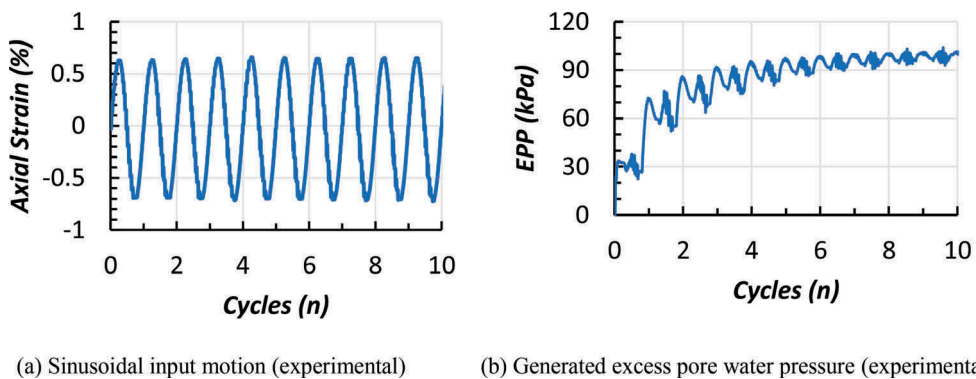 1
0.5
0
-0.5
-1
Axial Strain (%)
0 2 4 6 8 10
Cycles (n)
120
90
60
30
0
EPP (kPa)
0 2 4 6 8 10
Cycles (n)
(a) Sinusoidal input motion (experimental)
(b) Generated excess pore water pressure (experimenta